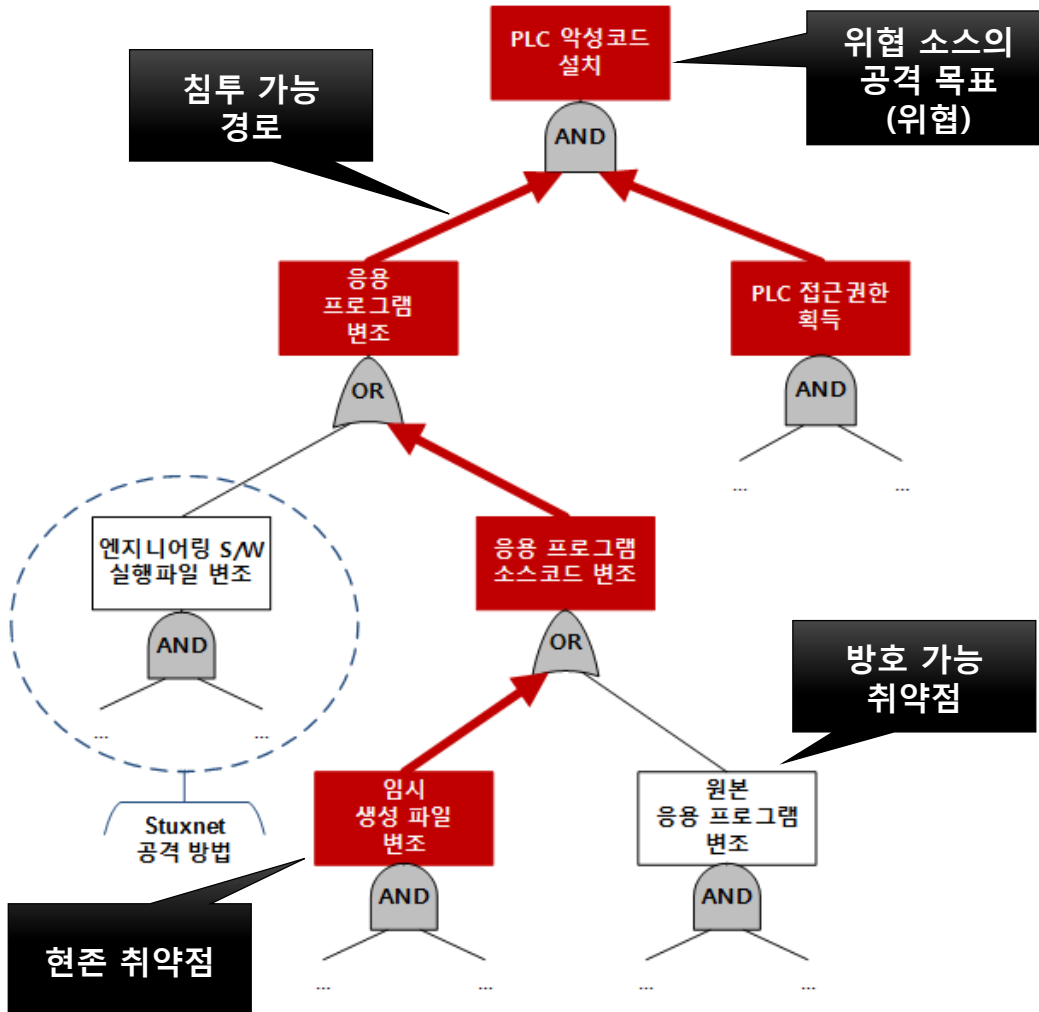 PLC 악성코드
설치
위협 소스의
공격 목표
(위협)
침투 가능
경로
AND
응용
프로그램
변조
PLC 접근권한
획득
OR
AND
...
...
엔지니어링 S/W
실행파일 변조
응용 프로그램
소스코드 변조
AND
OR
방호 가능
취약점
...
...
임시
생성 파일
변조
원본
응용 프로그램
변조
Stuxnet
공격 방법
AND
AND
현존 취약점
...
...
...
...